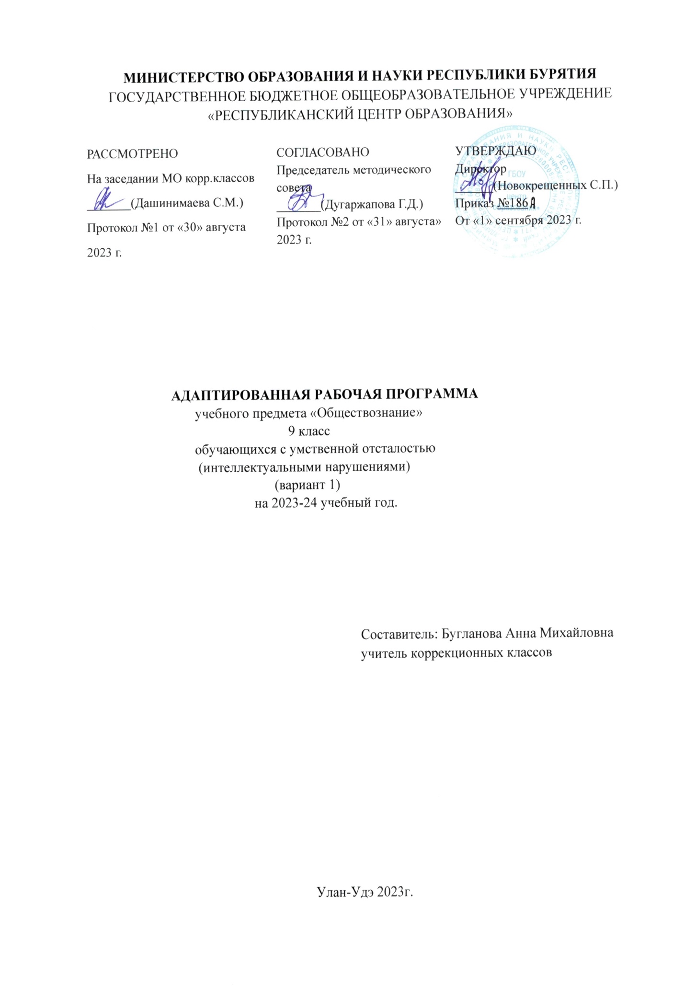 МИНИСТЕРСТВО ОБРАЗОВАНИЯ И НАУКИ РЕСПУБЛИКИ БУРЯТИЯ
ГОСУДАРСТВЕННОЕ БЮДЖЕТНОЕ ОБЩЕОБРАЗОВАТЕЛЬНОЕ УЧРЕЖДЕНИЕ
«РЕСПУБЛИКАНСКИЙ ЦЕНТР ОБРАЗОВАНИЯ»
РАССМОТРЕНО
На заседании МО корр.классов
_______(Дашинимаева С.М.)
Протокол №1 от «30» августа
2023 г.
СОГЛАСОВАНО
Председатель методического
совета
_______(Дугаржапова Г.Д.)
Протокол №2 от «31» августа»
2023 г.
УТВЕРЖДАЮ
Директор
______(Новокрещенных С.П.)
Приказ №186 А
От «1» сентября 2023 г.
ГБОУ
центр
АДАПТИРОВАННАЯ РАБОЧАЯ ПРОГРАММА
учебного предмета «Обществознание»
9 класс
обучающихся с умственной отсталостью
(интеллектуальными нарушениями)
(вариант 1)
на 2023-24 учебный год.
Составитель: Бугланова Анна Михайловна
учитель коррекционных классов
Улан-Удэ 2023г.